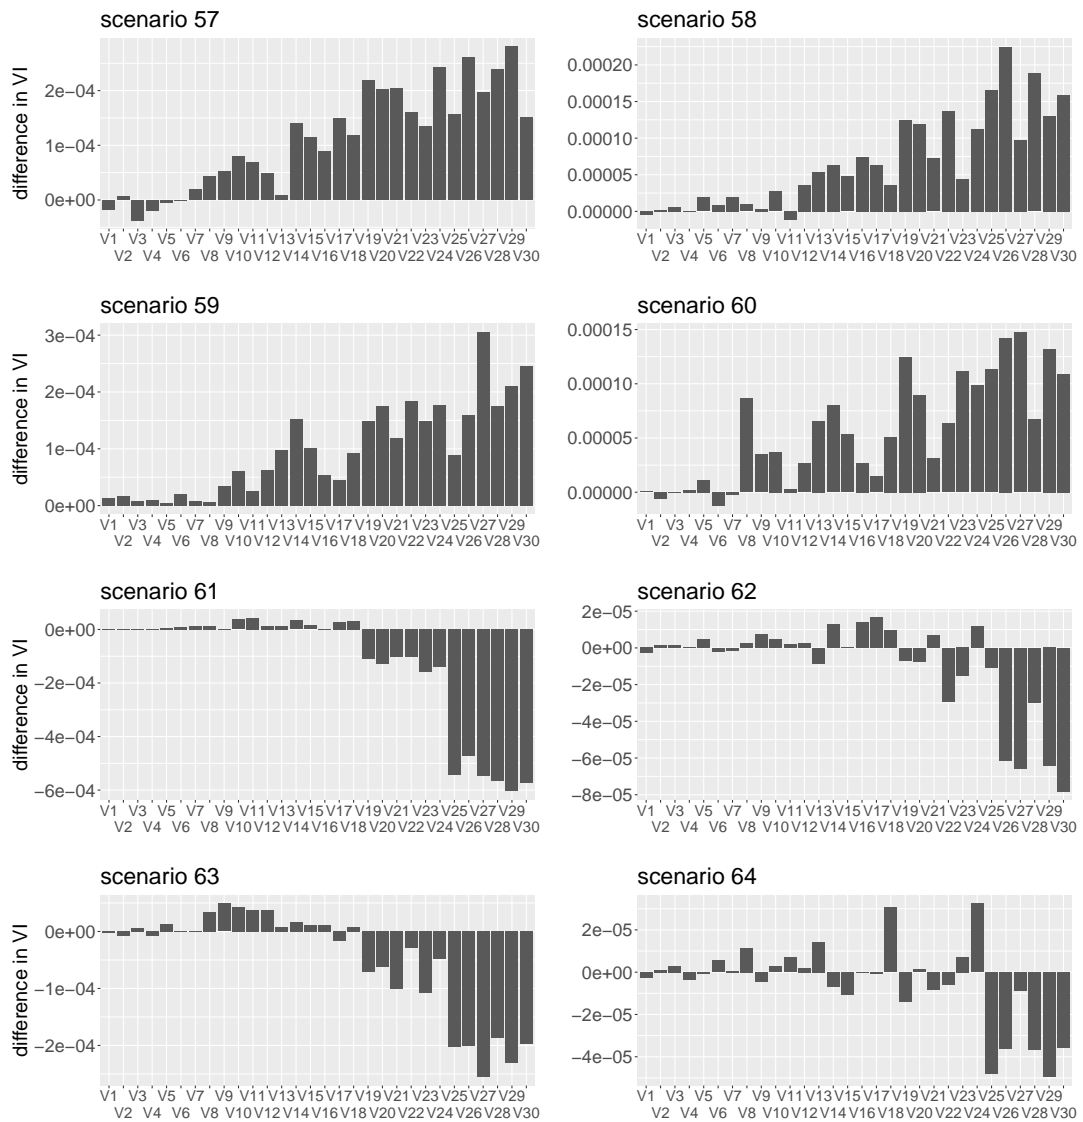 scenario 57
difference in VI
2e−04
1e−04
0e+00
V1 V3 V5 V7 V9 V11 V13 V15 V17 V19 V21 V23 V25 V27 V29
V2 V4 V6 V8 V10 V12 V14 V16 V18 V20 V22 V24 V26 V28 V30
scenario 58
0.00020
0.00015
0.00010
0.00005
0.00000
V1 V3 V5 V7 V9 V11 V13 V15 V17 V19 V21 V23 V25 V27 V29
V2 V4 V6 V8 V10 V12 V14 V16 V18 V20 V22 V24 V26 V28 V30
scenario 59
difference in VI
3e−04
2e−04
1e−04
0e+00
V1 V3 V5 V7 V9 V11 V13 V15 V17 V19 V21 V23 V25 V27 V29
V2 V4 V6 V8 V10 V12 V14 V16 V18 V20 V22 V24 V26 V28 V30
scenario 60
0.00015
0.00010
0.00005
0.00000
V1 V3 V5 V7 V9 V11 V13 V15 V17 V19 V21 V23 V25 V27 V29
V2 V4 V6 V8 V10 V12 V14 V16 V18 V20 V22 V24 V26 V28 V30
scenario 61
difference in VI
0e+00
−2e−04
−4e−04
−6e−04
V1 V3 V5 V7 V9 V11 V13 V15 V17 V19 V21 V23 V25 V27 V29
V2 V4 V6 V8 V10 V12 V14 V16 V18 V20 V22 V24 V26 V28 V30
scenario 62
2e−05
0e+00
−2e−05
−4e−05
−6e−05
−8e−05
V1 V3 V5 V7 V9 V11 V13 V15 V17 V19 V21 V23 V25 V27 V29
V2 V4 V6 V8 V10 V12 V14 V16 V18 V20 V22 V24 V26 V28 V30
scenario 63
difference in VI
0e+00
−1e−04
−2e−04
V1 V3 V5 V7 V9 V11 V13 V15 V17 V19 V21 V23 V25 V27 V29
V2 V4 V6 V8 V10 V12 V14 V16 V18 V20 V22 V24 V26 V28 V30
scenario 64
2e−05
0e+00
−2e−05
−4e−05
V1 V3 V5 V7 V9 V11 V13 V15 V17 V19 V21 V23 V25 V27 V29
V2 V4 V6 V8 V10 V12 V14 V16 V18 V20 V22 V24 V26 V28 V30